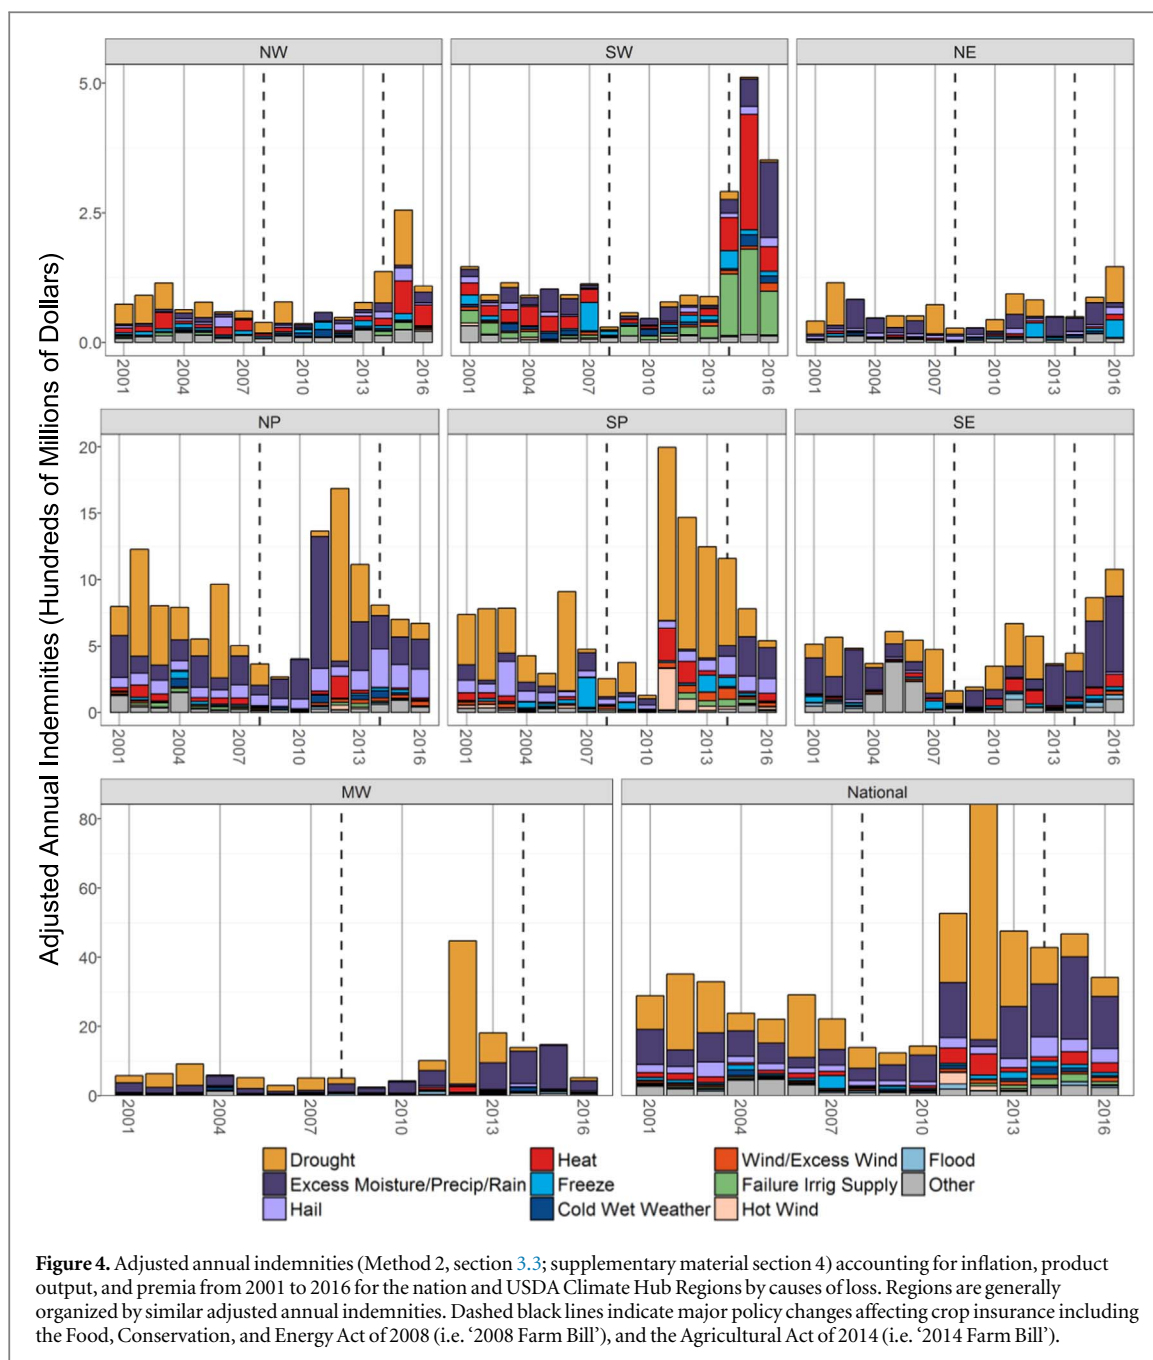 Adjusted Annual Indemnities (Hundreds of Millions of Dollars)
NW
SW
NE
5.0
2.5
0.0
2001
2004
2007
2010
2013
2016
2001
2004
2007
2010
2013
2016
2001
2004
2007
2010
2013
2016
NP
SP
SE
20
15
10
5
0
2001
2004
2007
2010
2013
2016
2001
2004
2007
2010
2013
2016
2001
2004
2007
2010
2013
2016
MW
National
80
60
40
20
0
2001
2004
2007
2010
2013
2016
2001
2004
2007
2010
2013
2016
Drought
Heat
Wind/Excess Wind
Flood
Excess Moisture/Precip/Rain
Freeze
Failure Irrig Supply
Other
Hail
Cold Wet Weather
Hot Wind
Figure 4. Adjusted annual indemnities (Method 2, section 3.3; supplementary material section 4) accounting for inflation, product
output, and premia from 2001 to 2016 for the nation and USDA Climate Hub Regions by causes of loss. Regions are generally
organized by similar adjusted annual indemnities. Dashed black lines indicate major policy changes affecting crop insurance including
the Food, Conservation, and Energy Act of 2008 (i.e. ‘2008 Farm Bill’), and the Agricultural Act of 2014 (i.e. ‘2014 Farm Bill’).